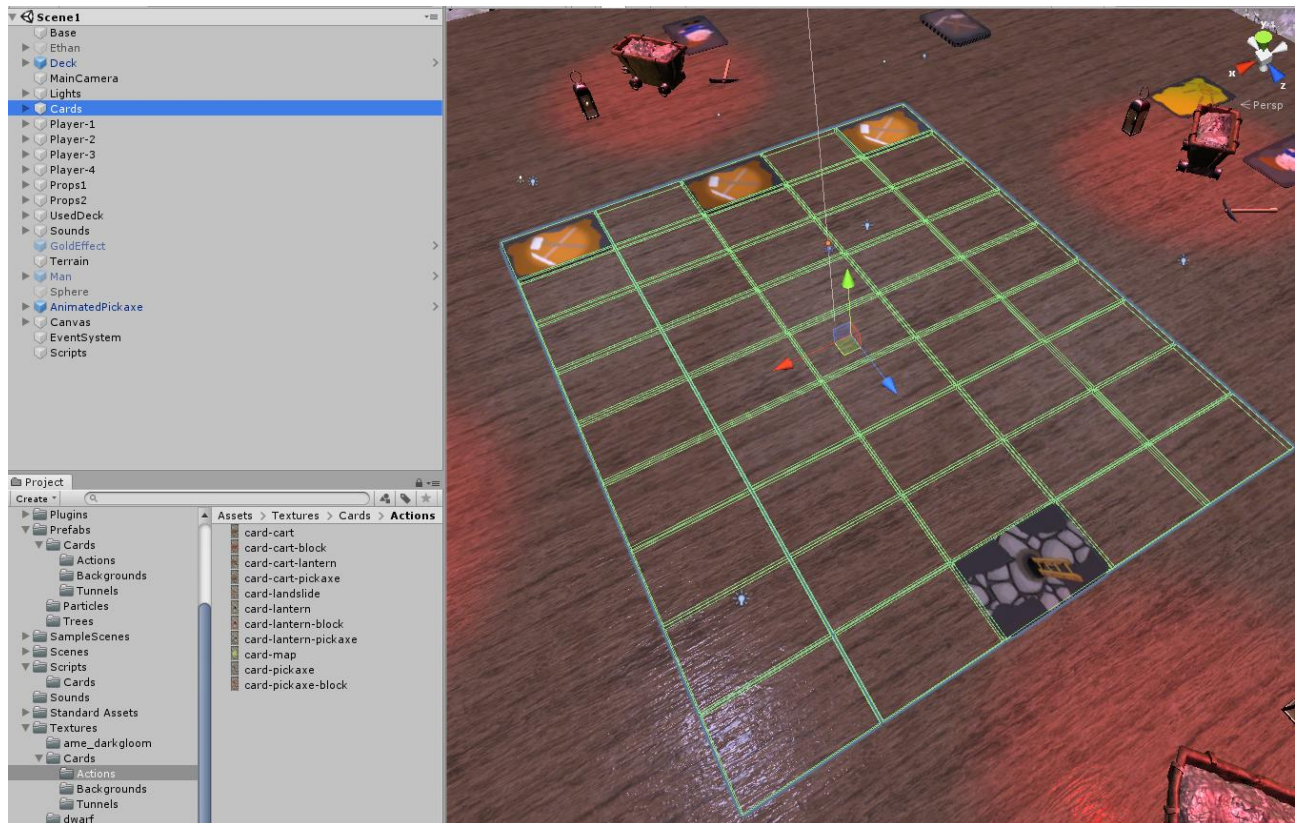 Scene1
Base
Ethan
Deck
MainCamera
Lights
Cards
Player-1
Player-2
Player-3
Player-4
Props1
Props2
UsedDeck
Sounds
GoldEffect
Terrain
Man
Sphere
AnimatedPickaxe
Canvas
EventSystem
Scripts
Project
Create
Plugins
Prefabs
Cards
Actions
Backgrounds
Tunnels
Particles
Trees
SampleScenes
Scenes
Scripts
Cards
Sounds
Standard Assets
Textures
ame_darkgloom
Cards
Actions
Backgrounds
Tunnels
dwarf
Assets > Textures > Cards > Actions
card-cart
card-cart-block
card-cart-lantern
card-cart-pickaxe
card-landslide
card-lantern
card-lantern-block
card-lantern-pickaxe
card-map
card-pickaxe
card-pickaxe-block
y
x
z
Persp